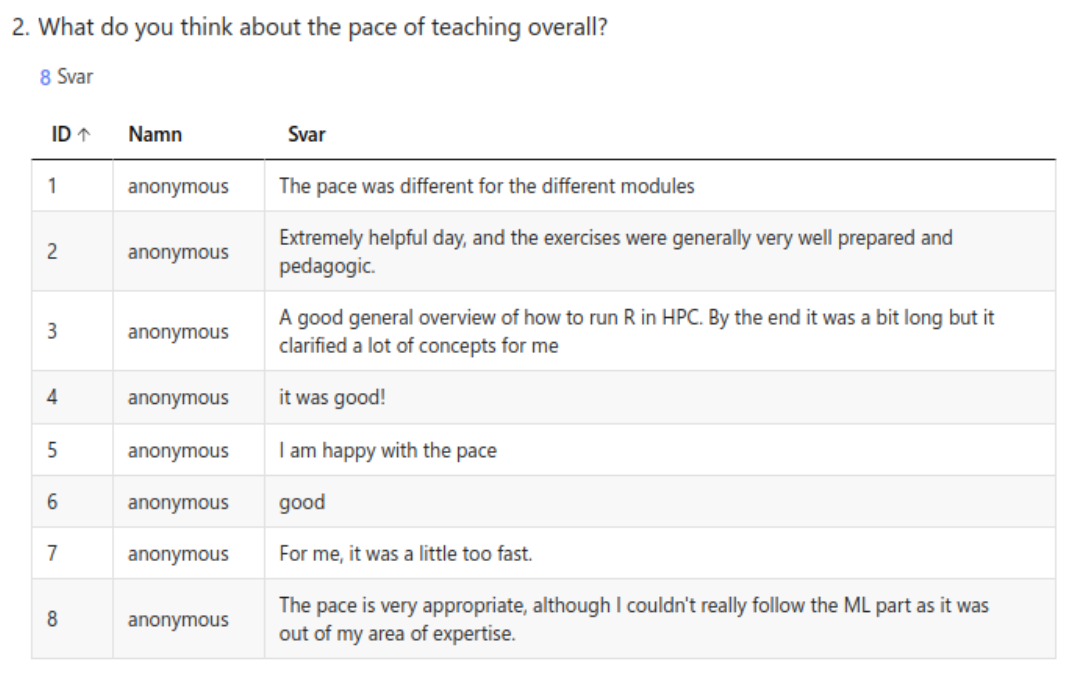 2. What do you think about the pace of teaching overall?
8 Svar
ID ↑ Namn Svar
1 anonymous The pace was different for the different modules
2 anonymous Extremely helpful day, and the exercises were generally very well prepared and
pedagogic.
3 anonymous A good general overview of how to run R in HPC. By the end it was a bit long but it
clarified a lot of concepts for me
4 anonymous it was good!
5 anonymous I am happy with the pace
6 anonymous good
7 anonymous For me, it was a little too fast.
8 anonymous The pace is very appropriate, although I couldn't really follow the ML part as it was
out of my area of expertise.